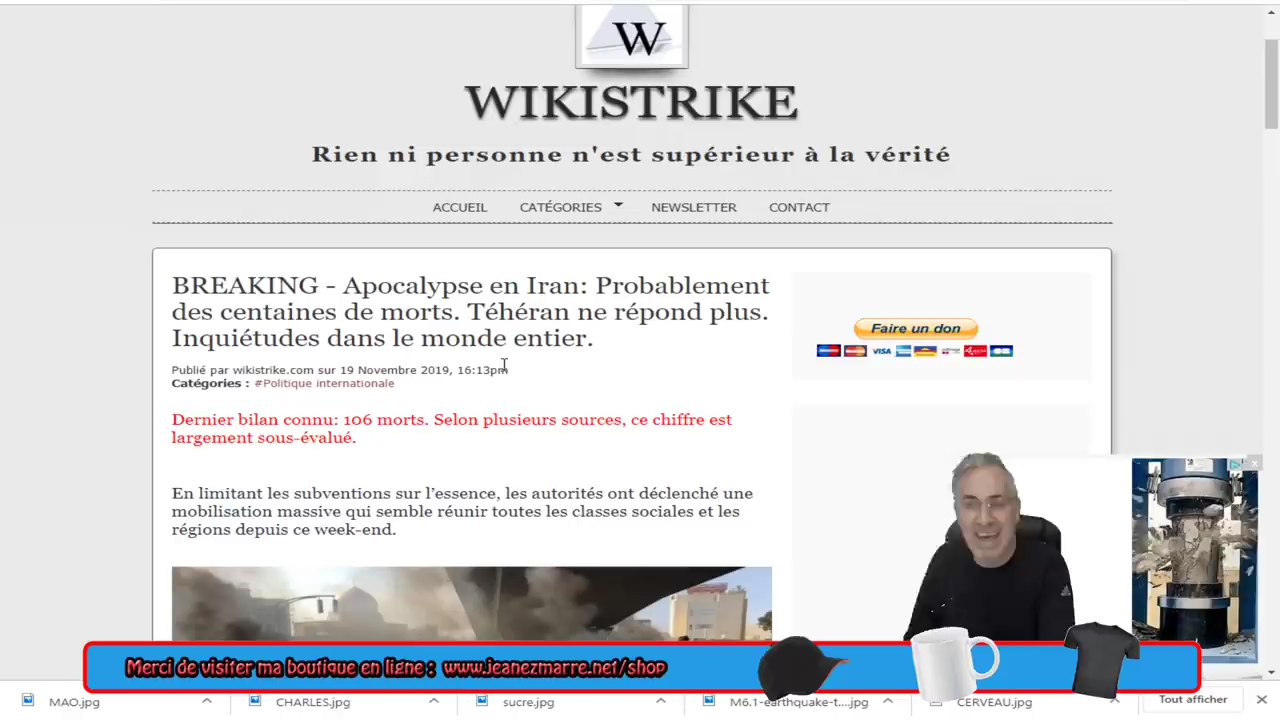 W
WIKISTRIKE
Rien ni personne n'est supérieur à la vérité
ACCUEIL CATÉGORIES NEWSLETTER CONTACT
BREAKING - Apocalypse en Iran: Probablement
des centaines de morts. Téhéran ne répond plus.
Inquiétudes dans le monde entier.
Publié par wikistrike.com sur 19 Novembre 2019, 16:13pm
Catégories : #Politique internationale
Dernier bilan connu: 106 morts. Selon plusieurs sources, ce chiffre est
largement sous-évalué.
En limitant les subventions sur l'essence, les autorités ont déclenché une
mobilisation massive qui semble réunir toutes les classes sociales et les
régions depuis ce week-end.
Faire un don
VISA
Merci de visiter ma boutique en ligne : www.jeanezmarre.net/shop
MAO.jpg CHARLES.jpg sucre.jpg M6.1-earthquake-t....jpg CERVEAU.jpg Tout afficher